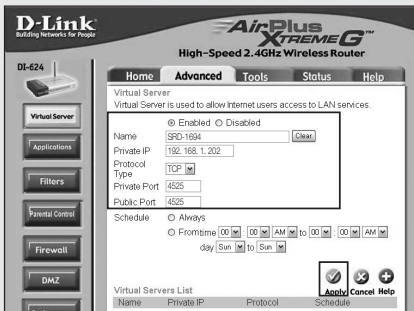 D-Link
Building Networks for People
AirPlus
XTREME G™
High-Speed 2.4GHz Wireless Router
DI-624
Home Advanced Tools Status Help
Virtual Server
Virtual Server is used to allow Internet users access to LAN services.
Virtual Server
Enabled Disabled
Name SRD-1694 Clear
Applications
Private IP 192. 168. 1. 202
Protocol Type TCP
Filters
Private Port 4525
Public Port 4525
Parental Control
Schedule Always
From time 00 : 00 AM to 00 : 00 AM
day Sun to Sun
Firewall
DMZ
Apply Cancel Help
Virtual Servers List
Name Private IP Protocol Schedule